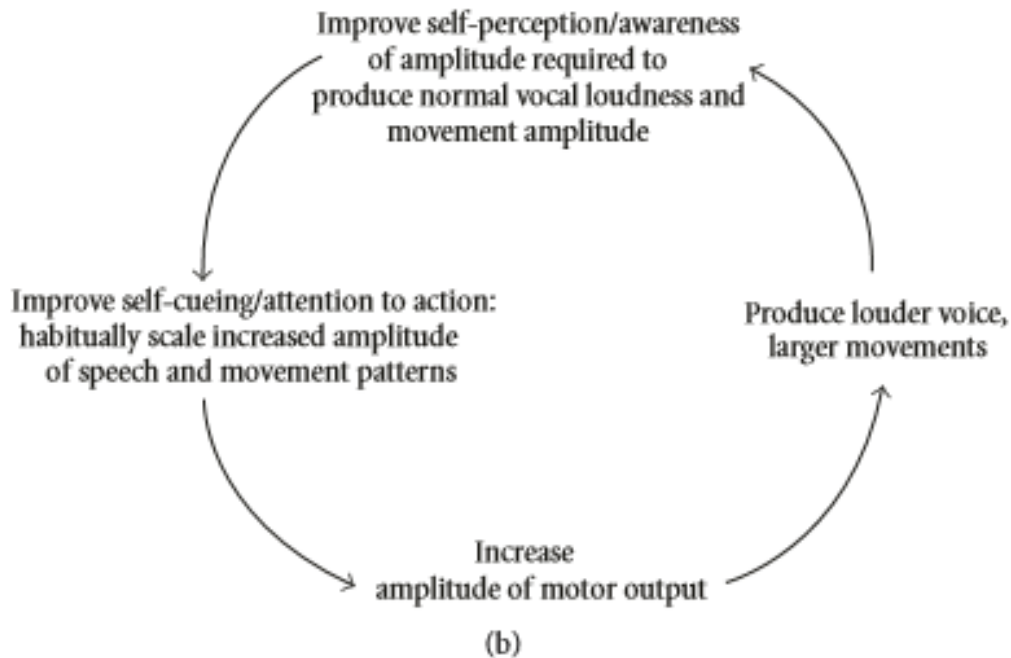 Improve self-perception/awareness
of amplitude required to
produce normal vocal loudness and
movement amplitude
Improve self-cueing/attention to action:
habitually scale increased amplitude
of speech and movement patterns
Produce louder voice,
larger movements
Increase
amplitude of motor output
(b)